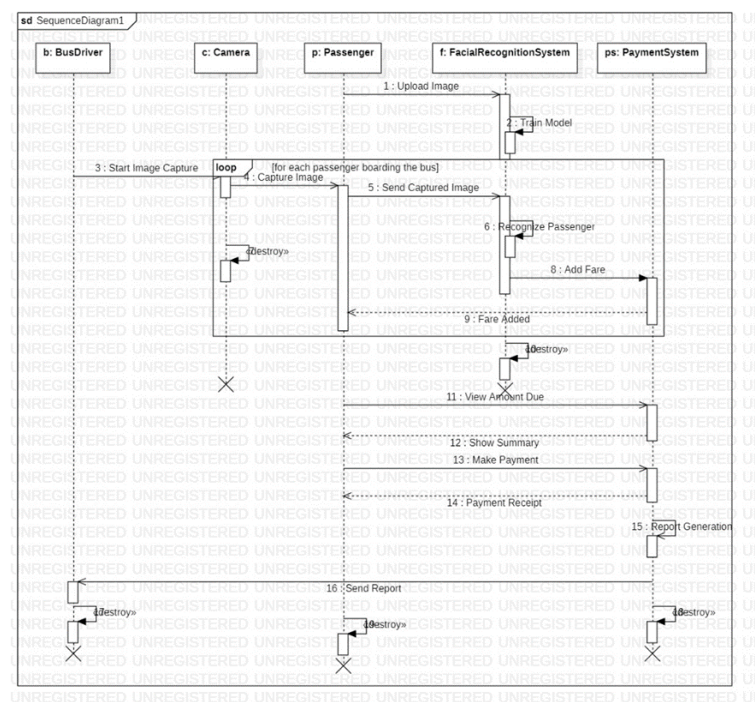 sd SequenceDiagram1
b: BusDriver
c: Camera
p: Passenger
f: FacialRecognitionSystem
ps: PaymentSystem
1 : Upload Image
2 : Train Model
loop
[for each passenger boarding the bus]
3 : Start Image Capture
4 : Capture Image
5 : Send Captured Image
6 : Recognize Passenger
«destroy»
8 : Add Fare
9 : Fare Added
«destroy»
11 : View Amount Due
12 : Show Summary
13 : Make Payment
14 : Payment Receipt
15 : Report Generation
16 : Send Report
«destroy»
«destroy»
«destroy»
UNREGISTERED